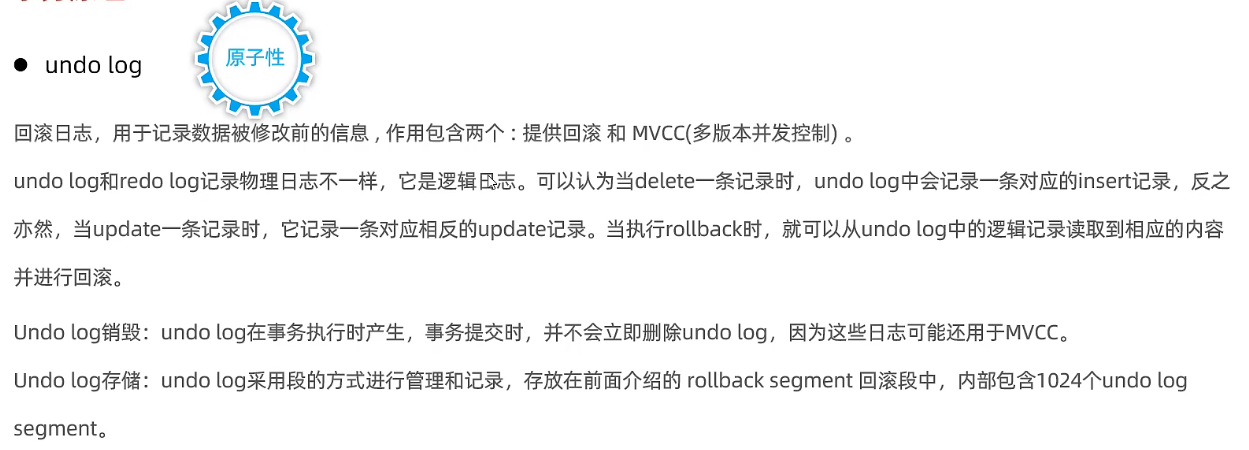 ● undo log
原子性
回滚日志，用于记录数据被修改前的信息 , 作用包含两个 : 提供回滚 和 MVCC(多版本并发控制) 。
undo log和redo log记录物理日志不一样，它是逻辑日志。可以认为当delete一条记录时，undo log中会记录一条对应的insert记录，反之
亦然，当update一条记录时，它记录一条对应相反的update记录。当执行rollback时，就可以从undo log中的逻辑记录读取到相应的内容
并进行回滚。
Undo log销毁：undo log在事务执行时产生，事务提交时，并不会立即删除undo log，因为这些日志可能还用于MVCC。
Undo log存储：undo log采用段的方式进行管理和记录，存放在前面介绍的 rollback segment 回滚段中，内部包含1024个undo log
segment。